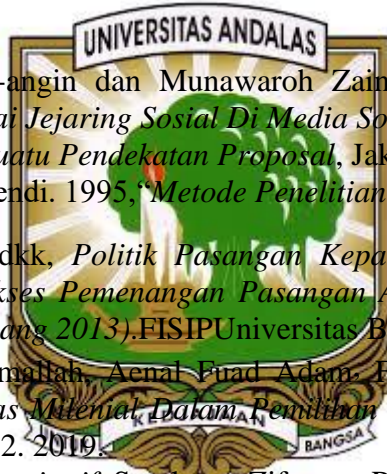 UNIVERSITAS ANDALAS
-angin dan Munawaroh Zain
ai Jejaring Sosial Di Media So
uatu Pendekatan Proposal, Jak
endi. 1995,“Metode Penelitian
dkk, Politik Pasangan Kepa
kses Pemenangan Pasangan A
ang 2013).FISIPUniversitas B
mallah, Aenal Fuad Adam, P
as Milenial Dalam Pemilihan
KEDJAJAAN BANGSA
2. 2019.